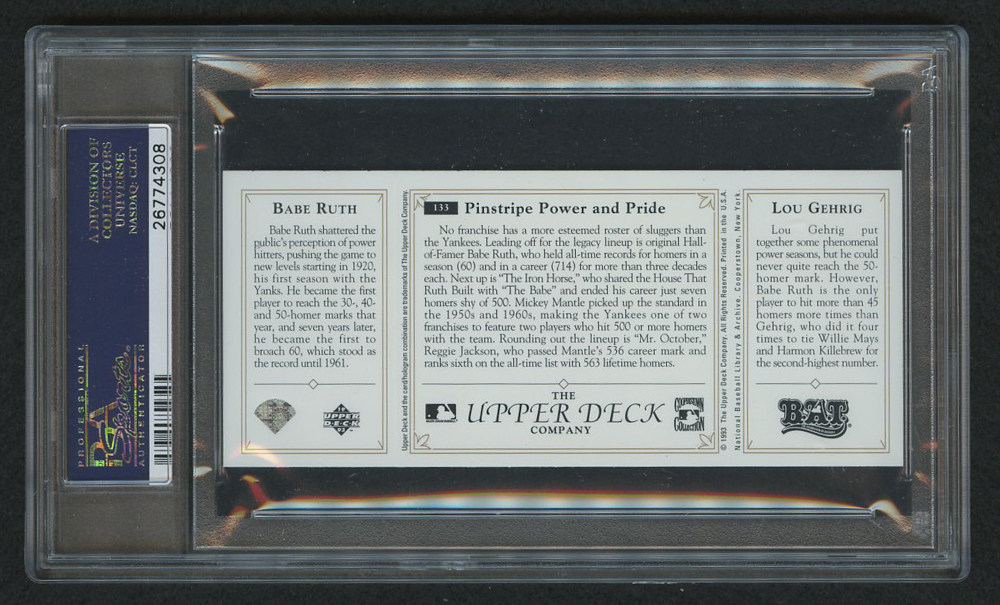 A DIVISION OF
COLLECTORS
UNIVERSE
NASDAQ: CLCT
26774308
PROFESSIONAL
PSA
Sports
AUTHENTICATOR
BABE RUTH
Babe Ruth shattered the
public's perception of power
hitters, pushing the game to
new levels starting in 1920,
his first season with the
Yanks. He became the first
player to reach the 30-, 40-
and 50-homer marks that
year, and seven years later,
he became the first to
broach 60, which stood as
the record until 1961.
19 UPPER DECK 93
Upper Deck and the card/hologram combination are trademarks of The Upper Deck Company.
133 Pinstripe Power and Pride
No franchise has a more esteemed roster of sluggers than
the Yankees. Leading off for the legacy lineup is original Hall-
of-Famer Babe Ruth, who held all-time records for homers in a
season (60) and in a career (714) for more than three decades
each. Next up is “The Iron Horse,” who shared the House That
Ruth Built with “The Babe” and ended his career just seven
homers shy of 500. Mickey Mantle picked up the standard in
the 1950s and 1960s, making the Yankees one of two
franchises to feature two players who hit 500 or more homers
with the team. Rounding out the lineup is “Mr. October,”
Reggie Jackson, who passed Mantle's 536 career mark and
ranks sixth on the all-time list with 563 lifetime homers.
THE
UPPER DECK
COMPANY
COOPERSTOWN
COLLECTION
© 1993 The Upper Deck Company. All Rights Reserved. Printed in the U.S.A.
National Baseball Library & Archive. Cooperstown, New York.
LOU GEHRIG
Lou Gehrig put
together some phenomenal
power seasons, but he could
never quite reach the 50-
homer mark. However,
Babe Ruth is the only
player to hit more than 45
homers more times than
Gehrig, who did it four
times to tie Willie Mays
and Harmon Killebrew for
the second-highest number.
B.A.T.